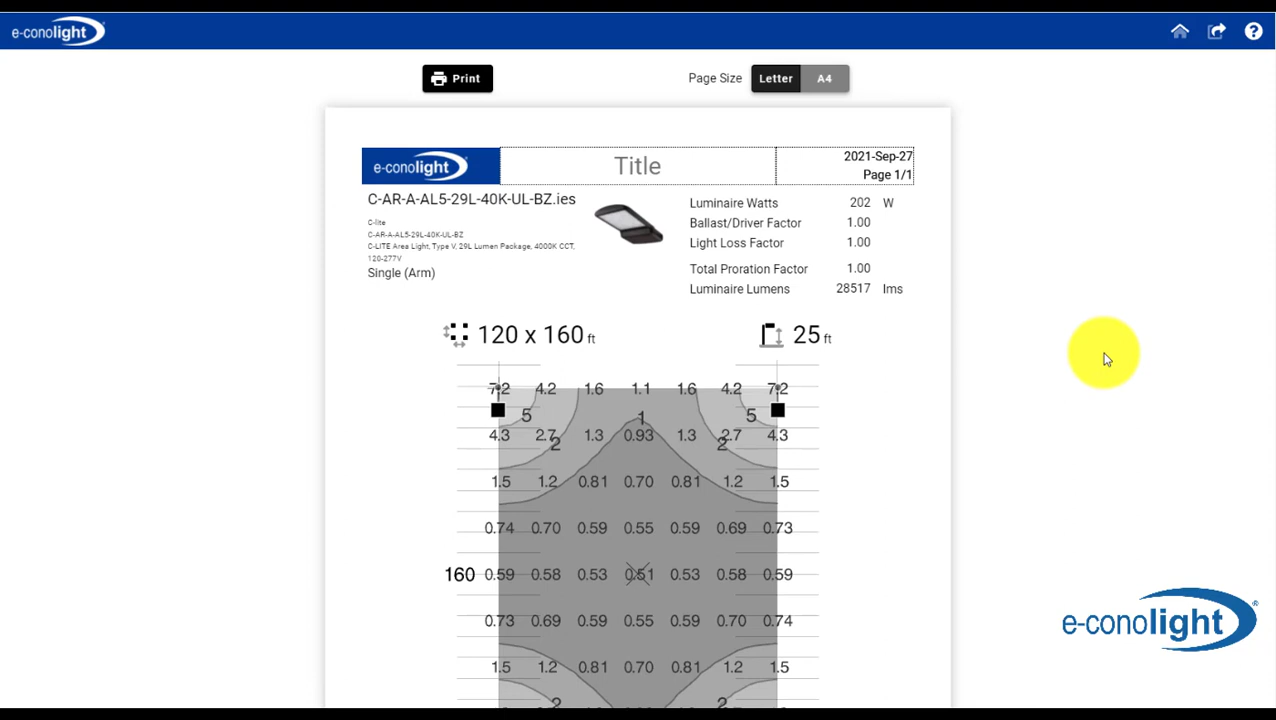 e-conolight
Print
Page Size Letter A4
e-conolight
Title
2021-Sep-27
Page 1/1
C-AR-A-AL5-29L-40K-UL-BZ.ies
C-lite
C-AR-A-AL5-29L-40K-UL-BZ
C-LITE Area Light, Type V, 29L Lumen Package, 4000K CCT,
120-277V
Single (Arm)
Luminaire Watts 202 W
Ballast/Driver Factor 1.00
Light Loss Factor 1.00
Total Proration Factor 1.00
Luminaire Lumens 28517 lms
120 x 160 ft
25 ft
7.2 4.2 1.6 1.1 1.6 4.2 7.2
5 1 5
4.3 2.7 1.3 0.93 1.3 2.7 4.3
2 2
1.5 1.2 0.81 0.70 0.81 1.2 1.5
0.74 0.70 0.59 0.55 0.59 0.69 0.73
160 0.59 0.58 0.53 0.51 0.53 0.58 0.59
0.73 0.69 0.59 0.55 0.59 0.70 0.74
1.5 1.2 0.81 0.70 0.81 1.2 1.5
2 2
e-conolight®